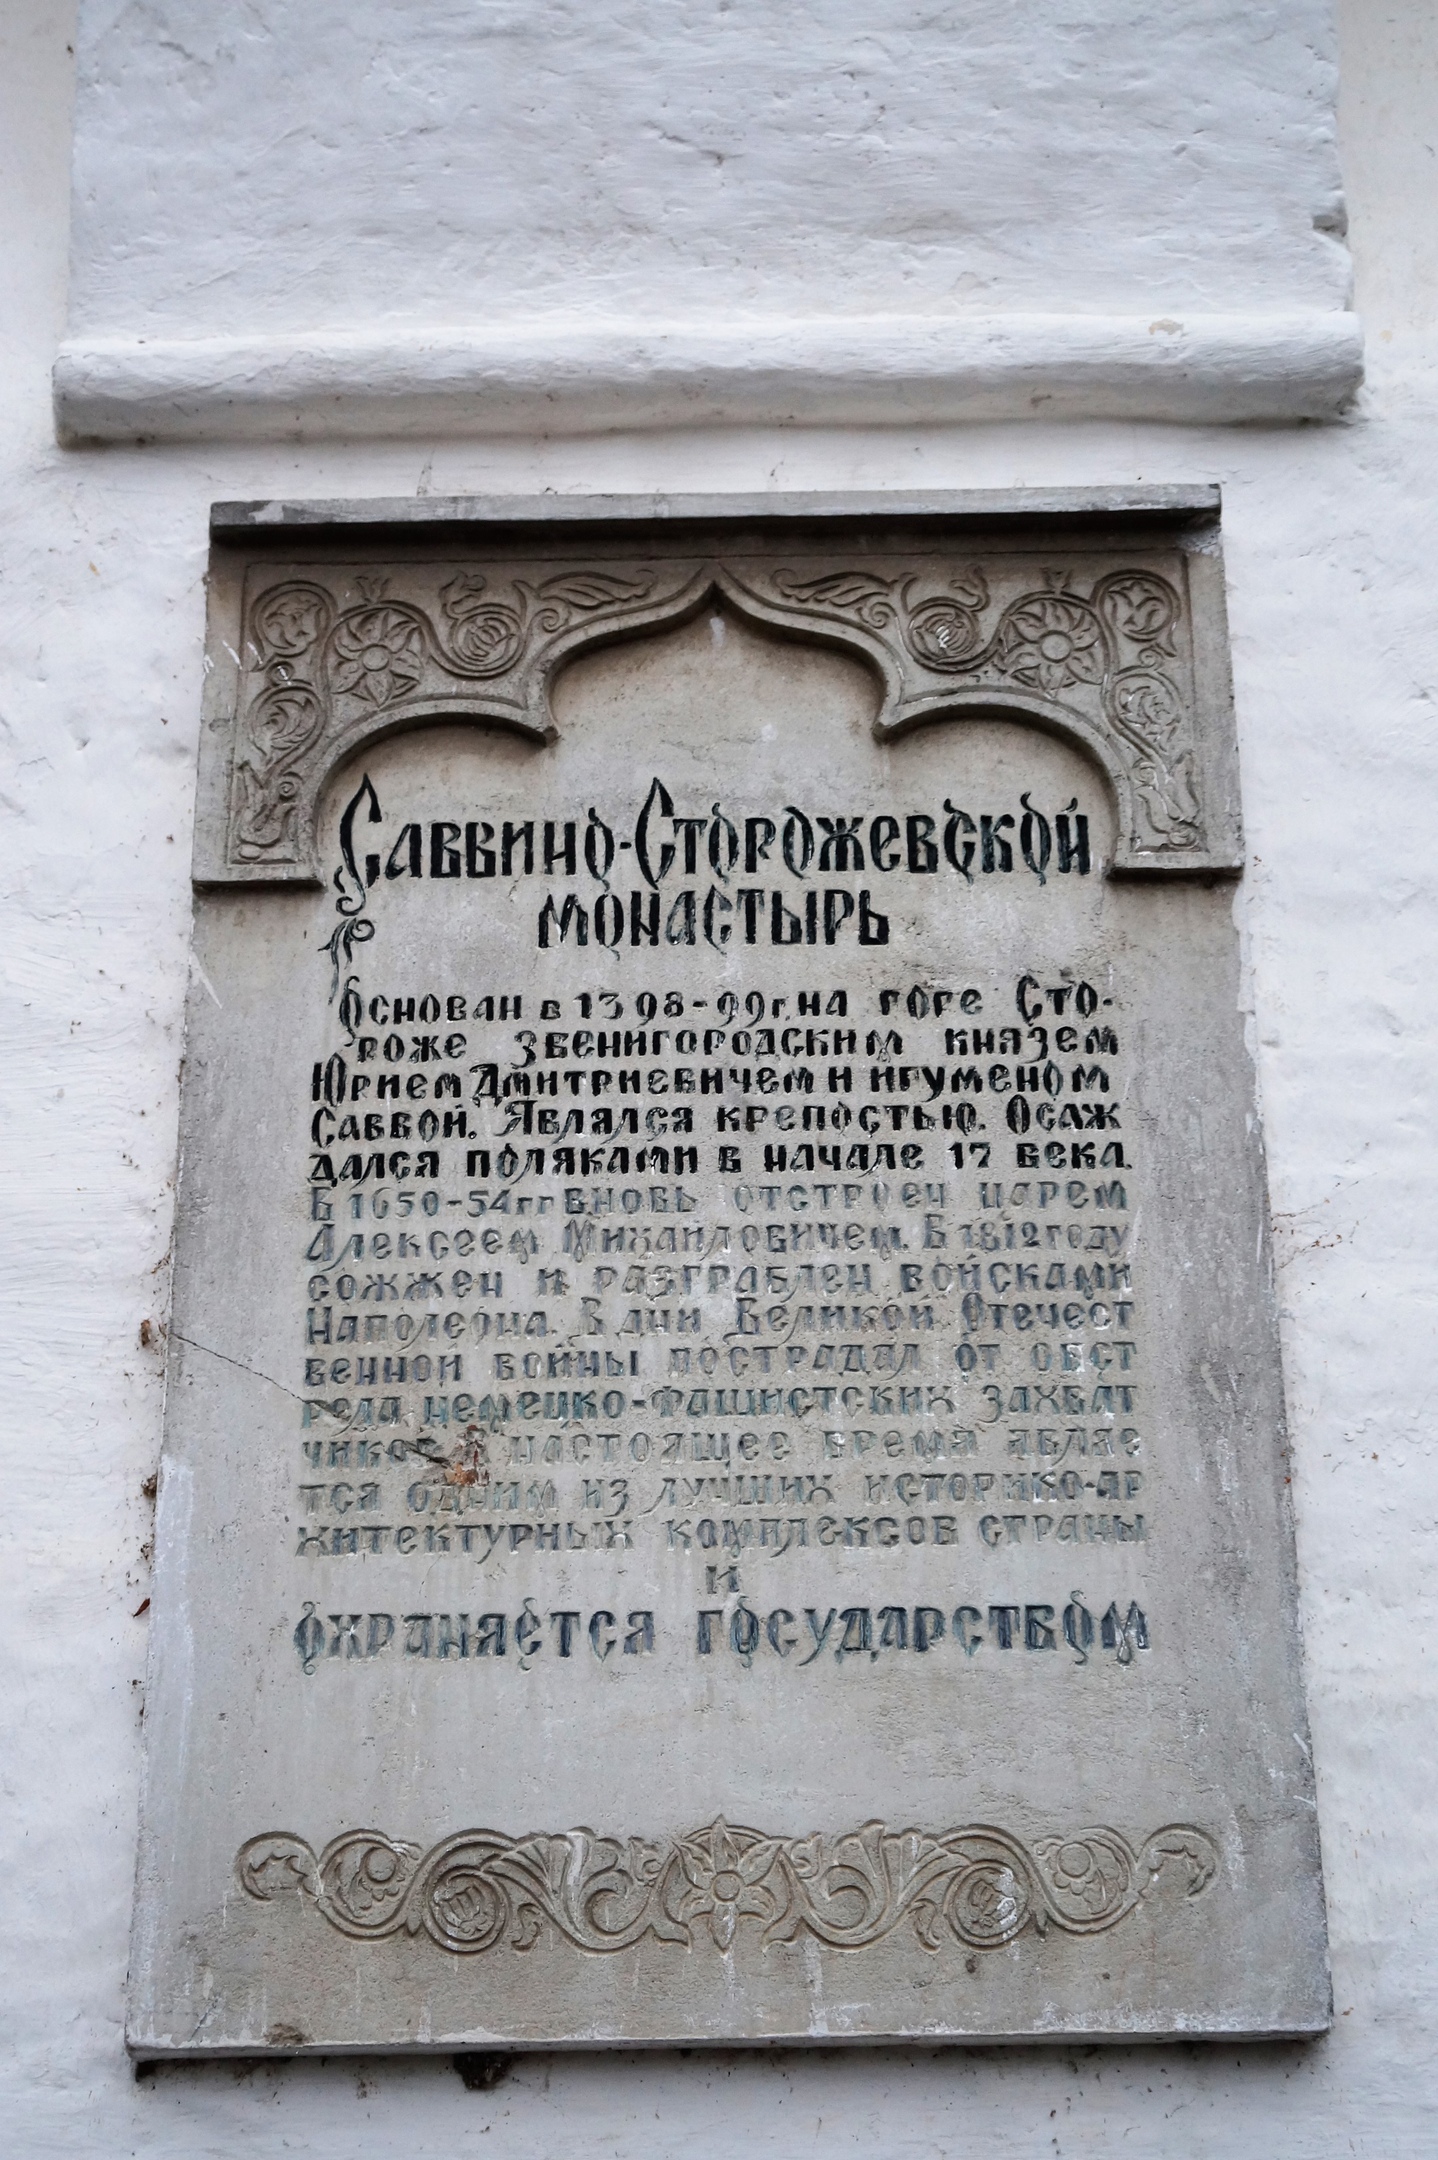 Саввино-Сторожевской
монастырь
Основан в 1398-99г. на горе Сто-
роже звенигородским князем
Юрием Дмитриевичем и игуменом
Саввой. Являлся крепостью. Осаж
дался поляками в начале 17 века.
В 1650-54гг вновь отстроен царем
Алексеем Михайловичем. В 1812 году
сожжен и разграблен войсками
Наполеона. В дни Великой Отечест
венной войны пострадал от обст
рела немецко-фашистских захват
чиков. В настоящее время являе
тся одним из лучших историко-ар
хитектурных комплексов страны
и
охраняется государством